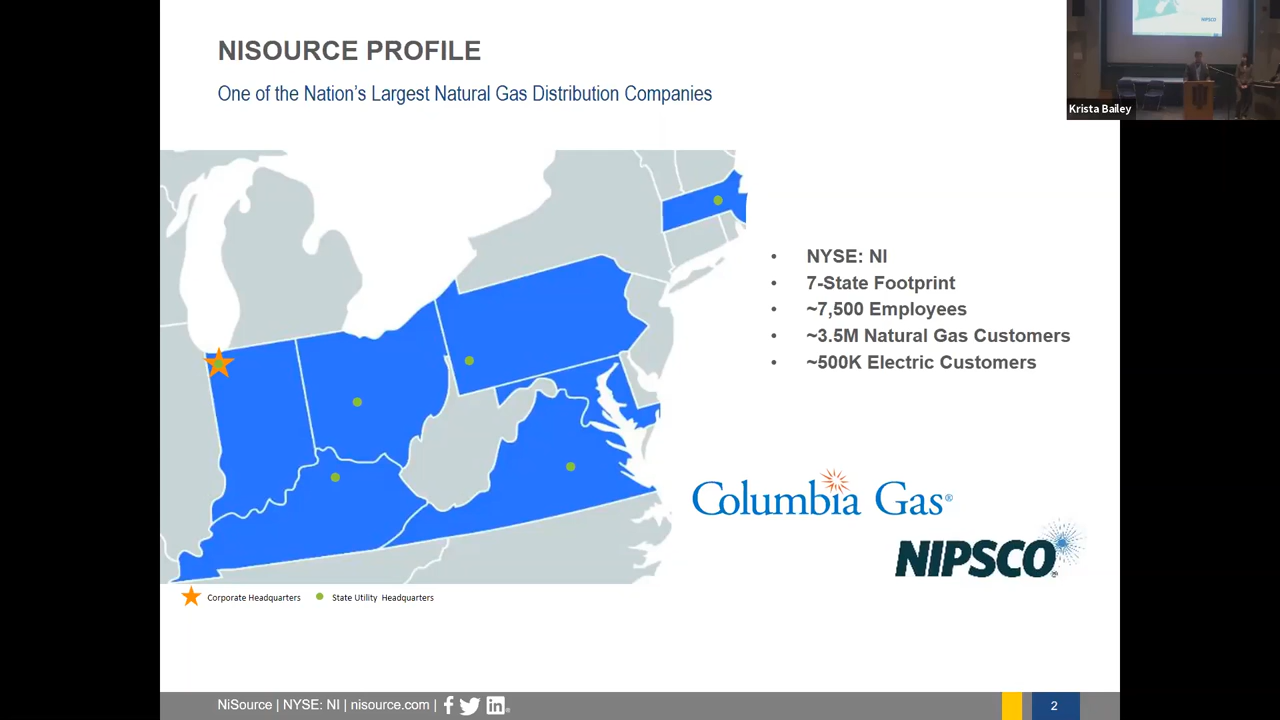 NISOURCE PROFILE
One of the Nation's Largest Natural Gas Distribution Companies
Krista Bailey
• NYSE: NI
• 7-State Footprint
• ~7,500 Employees
• ~3.5M Natural Gas Customers
• ~500K Electric Customers
Columbia Gas®
NIPSCO
Corporate Headquarters
State Utility Headquarters
NiSource | NYSE: NI | nisource.com |
2